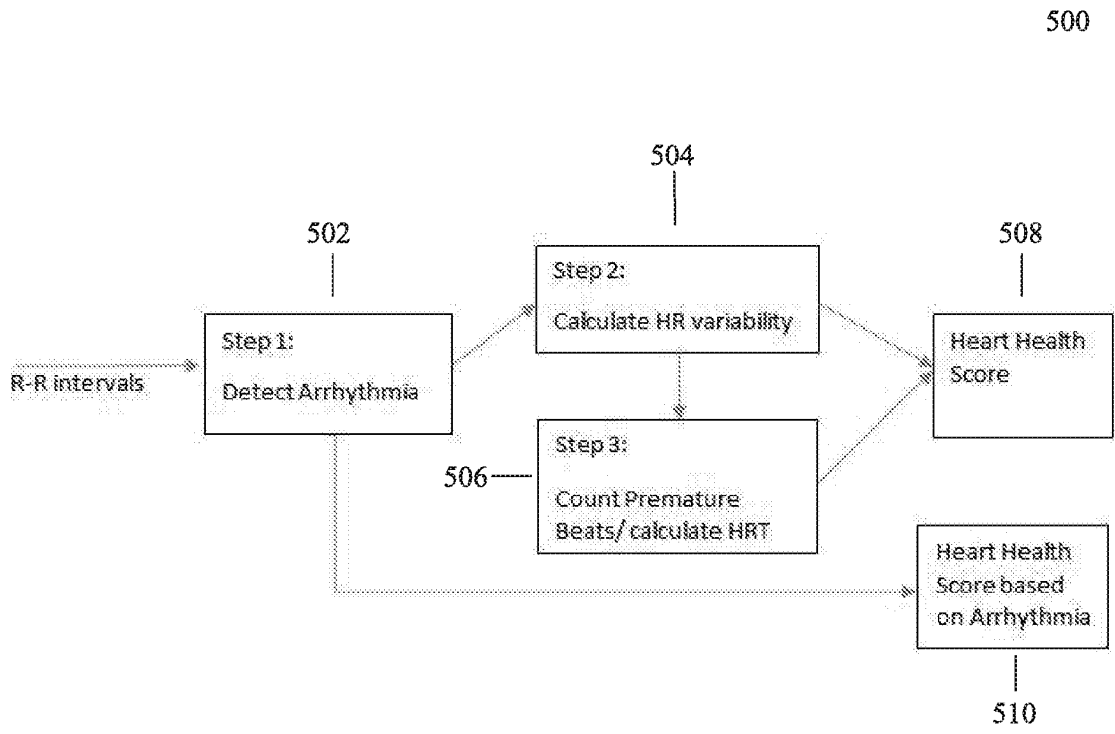 500
504
502
508
Step 2:
Calculate HR variability
Step 1:
Detect Arrhythmia
R-R intervals
Heart Health
Score
Step 3:
506
Count Premature
Beats/ calculate HRT
Heart Health
Score based
on Arrhythmia
510